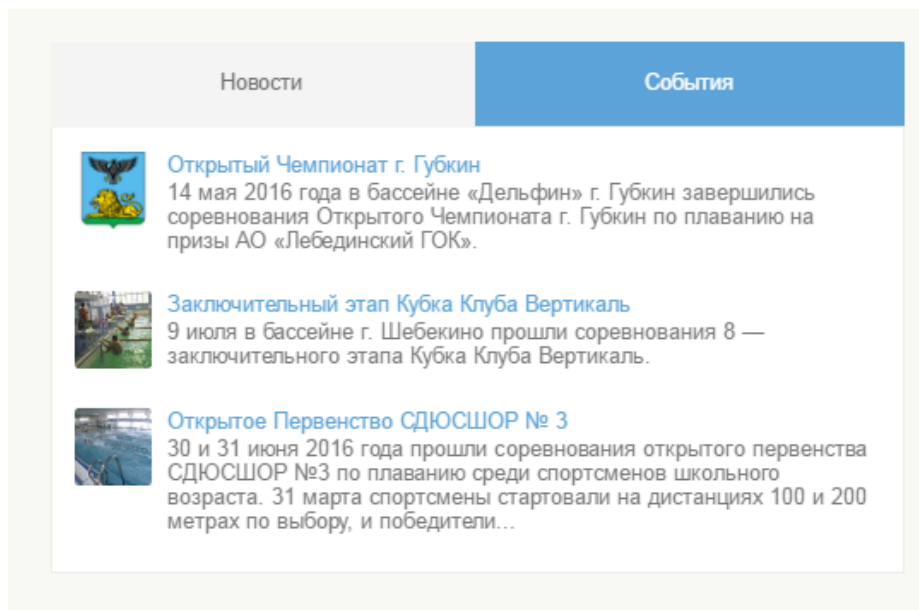 Новости
События
Открытый Чемпионат г. Губкин
14 мая 2016 года в бассейне «Дельфин» г. Губкин завершились
соревнования Открытого Чемпионата г. Губкин по плаванию на
призы АО «Лебединский ГОК».
Заключительный этап Кубка Клуба Вертикаль
9 июля в бассейне г. Шебекино прошли соревнования 8 —
заключительного этапа Кубка Клуба Вертикаль.
Открытое Первенство СДЮСШОР № 3
30 и 31 июня 2016 года прошли соревнования открытого первенства
СДЮСШОР №3 по плаванию среди спортсменов школьного
возраста. 31 марта спортсмены стартовали на дистанциях 100 и 200
метрах по выбору, и победители...